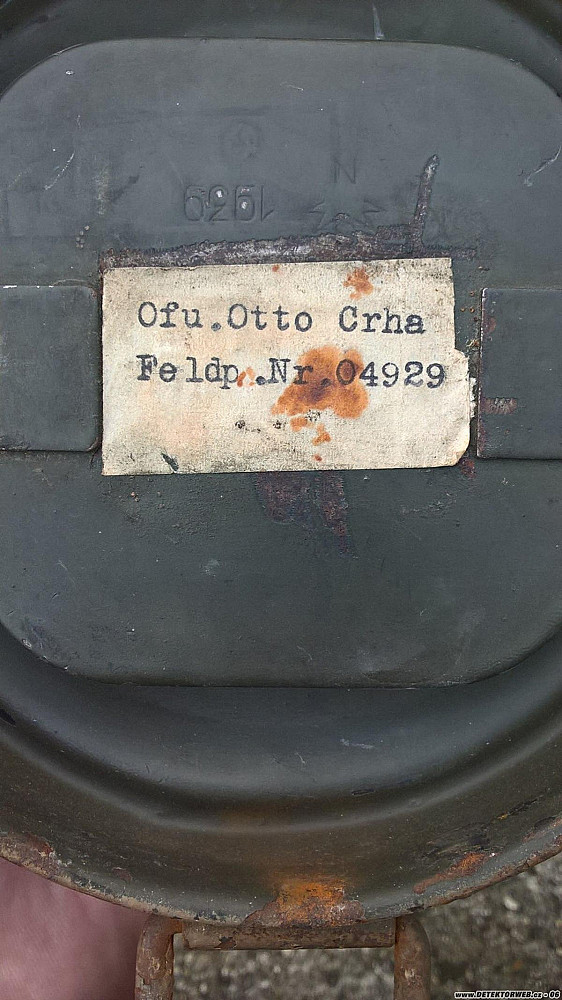 N
1939
Ofu. Otto Crha
Feldp. Nr. 04929
www.DETEKTORWEB.cz - 06